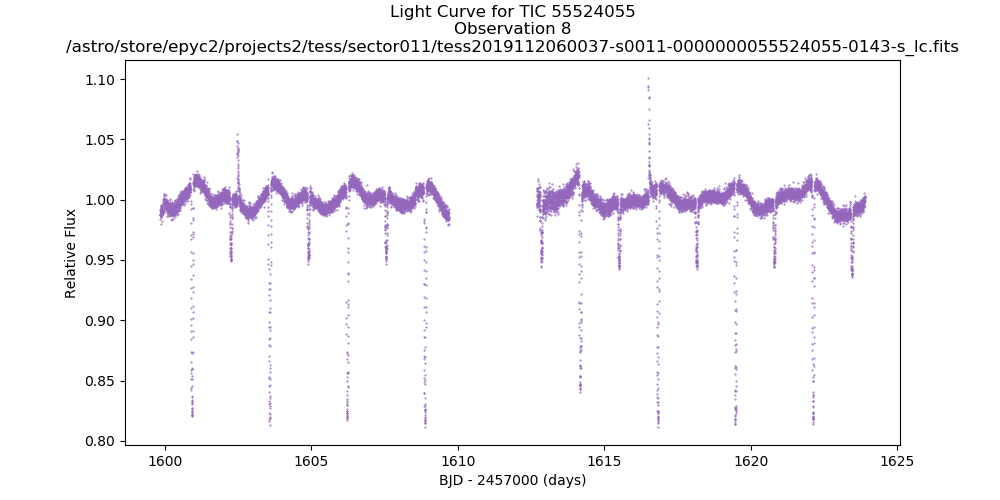 Light Curve for TIC 55524055
Observation 8
/astro/store/epyc2/projects2/tess/sector011/tess2019112060037-s0011-0000000055524055-0143-s_lc.fits
1.10
1.05
1.00
0.95
0.90
0.85
0.80
Relative Flux
1600
1605
1610
1615
1620
1625
BJD - 2457000 (days)